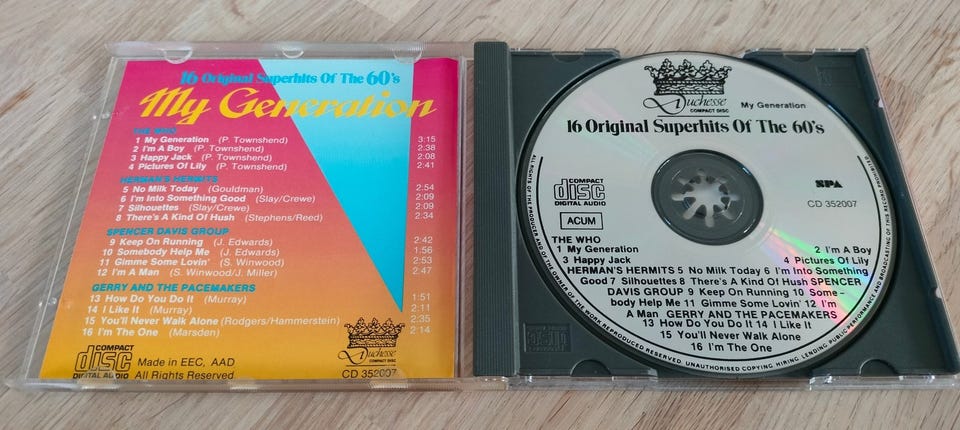 16 Original Superhits Of The 60's
My Generation
THE WHO
1 My Generation (P. Townshend) 3:15
2 I'm A Boy (P. Townshend) 2:38
3 Happy Jack (P. Townshend) 2:08
4 Pictures Of Lily (P. Townshend) 2:41
HERMAN'S HERMITS
5 No Milk Today (Gouldman) 2:54
6 I'm Into Something Good (Slay/Crewe) 2:09
7 Silhouettes (Slay/Crewe) 2:09
8 There's A Kind Of Hush (Stephens/Reed) 2:34
SPENCER DAVIS GROUP
9 Keep On Running (J. Edwards) 2:42
10 Somebody Help Me (J. Edwards) 1:56
11 Gimme Some Lovin' (S. Winwood) 2:53
12 I'm A Man (S. Winwood/J. Miller) 2:47
GERRY AND THE PACEMAKERS
13 How Do You Do It (Murray) 1:51
14 I Like It (Murray) 2:11
15 You'll Never Walk Alone (Rodgers/Hammerstein) 2:35
16 I'm The One (Marsden) 2:14
COMPACT
disc
DIGITAL AUDIO
Made in EEC, AAD
All Rights Reserved
Duchesse
COMPACT DISC
CD 352007
Duchesse
COMPACT DISC
My Generation
16 Original Superhits Of The 60's
COMPACT
disc
DIGITAL AUDIO
SPA
CD 352007
ACUM
THE WHO
1 My Generation 2 I'm A Boy
3 Happy Jack 4 Pictures Of Lily
HERMAN'S HERMITS 5 No Milk Today 6 I'm Into Something
Good 7 Silhouettes 8 There's A Kind Of Hush SPENCER
DAVIS GROUP 9 Keep On Running 10 Some-
body Help Me 11 Gimme Some Lovin' 12 I'm
A Man GERRY AND THE PACEMAKERS
13 How Do You Do It 14 I Like It
15 You'll Never Walk Alone
16 I'm The One
ALL RIGHTS OF THE PRODUCER AND OF THE OWNER OF THE WORK REPRODUCED RESERVED. UNAUTHORISED COPYING, HIRING, LENDING, PUBLIC PERFORMANCE AND BROADCASTING OF THIS RECORD PROHIBITED